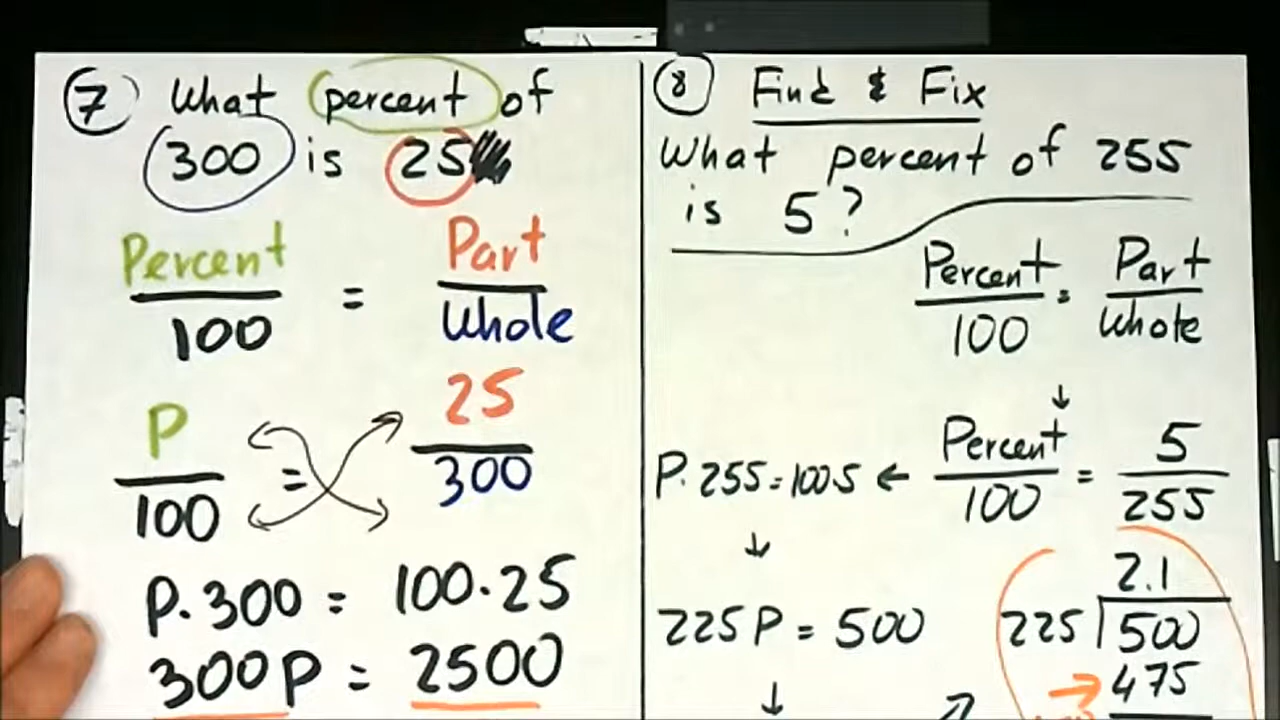 7 What percent of
300 is 25
Percent = Part
100 Whole
P = 25
100 300
P. 300 = 100.25
300P = 2500
8 Find & Fix
What percent of 255
is 5?
Percent = Part
100 Whole
↓
P. 255 = 100.5 ← Percent = 5
100 255
↓
2.1
225P = 500 225 500
→ 475
↓